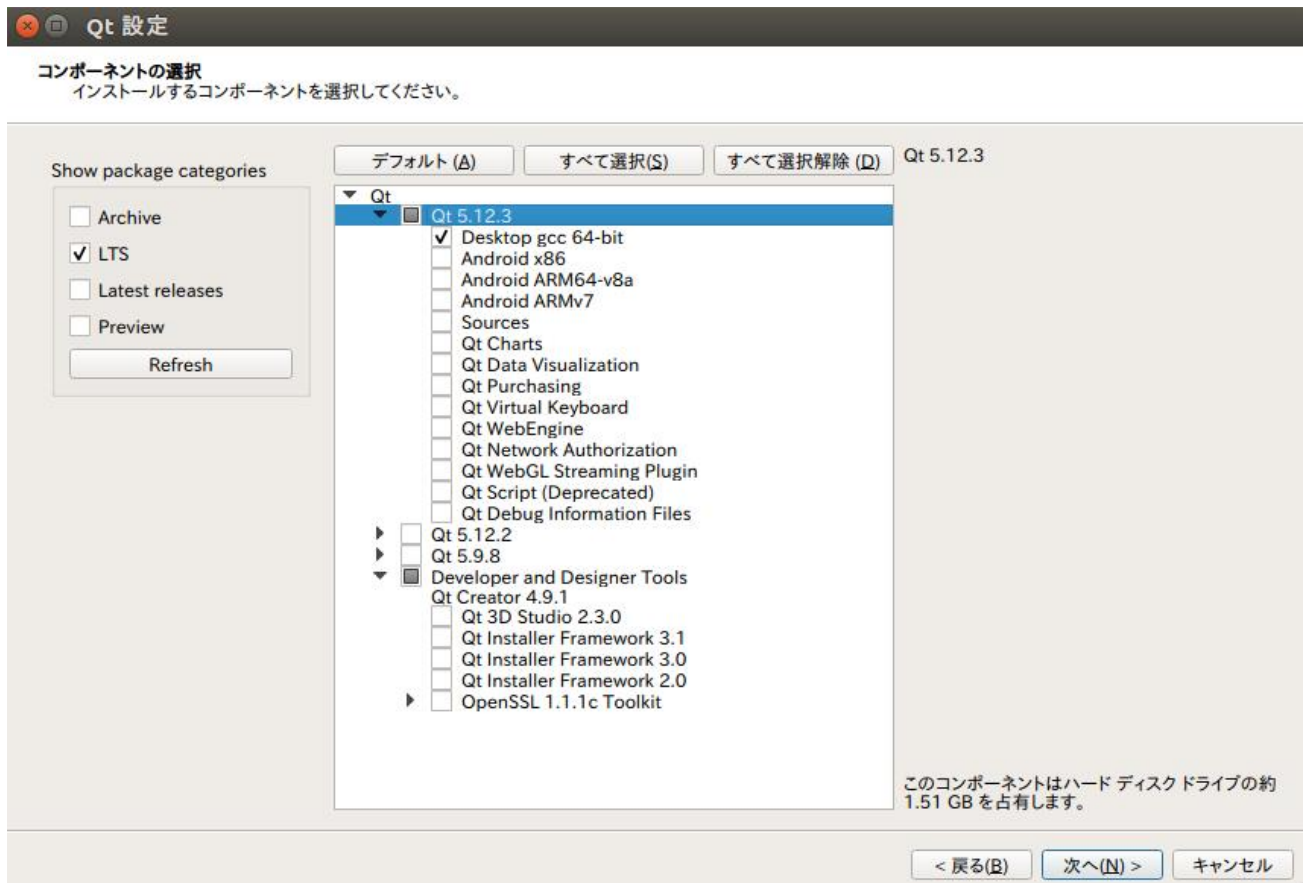 Qt 設定
コンポーネントの選択
インストールするコンポーネントを選択してください。
Show package categories
Archive
LTS
Latest releases
Preview
Refresh
デフォルト (A)
すべて選択(S)
すべて選択解除 (D)
Qt
Qt 5.12.3
Desktop gcc 64-bit
Android x86
Android ARM64-v8a
Android ARMv7
Sources
Qt Charts
Qt Data Visualization
Qt Purchasing
Qt Virtual Keyboard
Qt WebEngine
Qt Network Authorization
Qt WebGL Streaming Plugin
Qt Script (Deprecated)
Qt Debug Information Files
Qt 5.12.2
Qt 5.9.8
Developer and Designer Tools
Qt Creator 4.9.1
Qt 3D Studio 2.3.0
Qt Installer Framework 3.1
Qt Installer Framework 3.0
Qt Installer Framework 2.0
OpenSSL 1.1.1c Toolkit
Qt 5.12.3
このコンポーネントはハード ディスク ドライブの約
1.51 GB を占有します。
< 戻る(B)
次へ(N) >
キャンセル